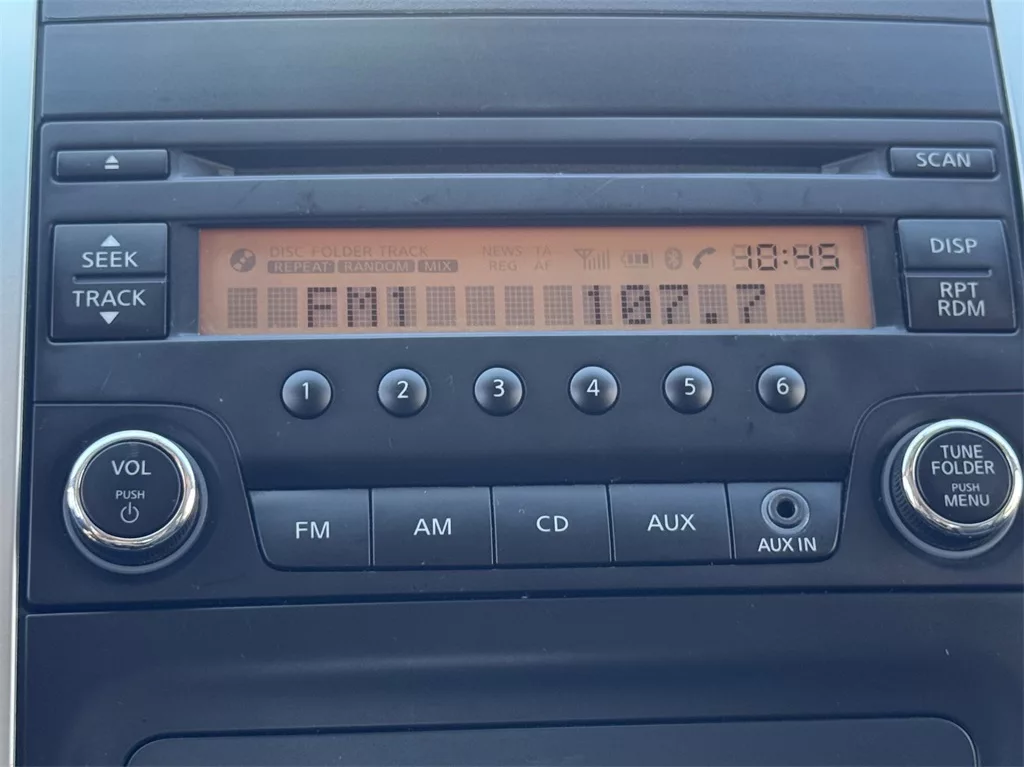 SCAN
SEEK
TRACK
DISC FOLDER TRACK
REPEAT RANDOM MIX
NEWS TA
REG AF
10:45
FM1 107.7
DISP
RPT
RDM
1 2 3 4 5 6
VOL
PUSH
FM AM CD AUX
AUX IN
TUNE
FOLDER
PUSH
MENU